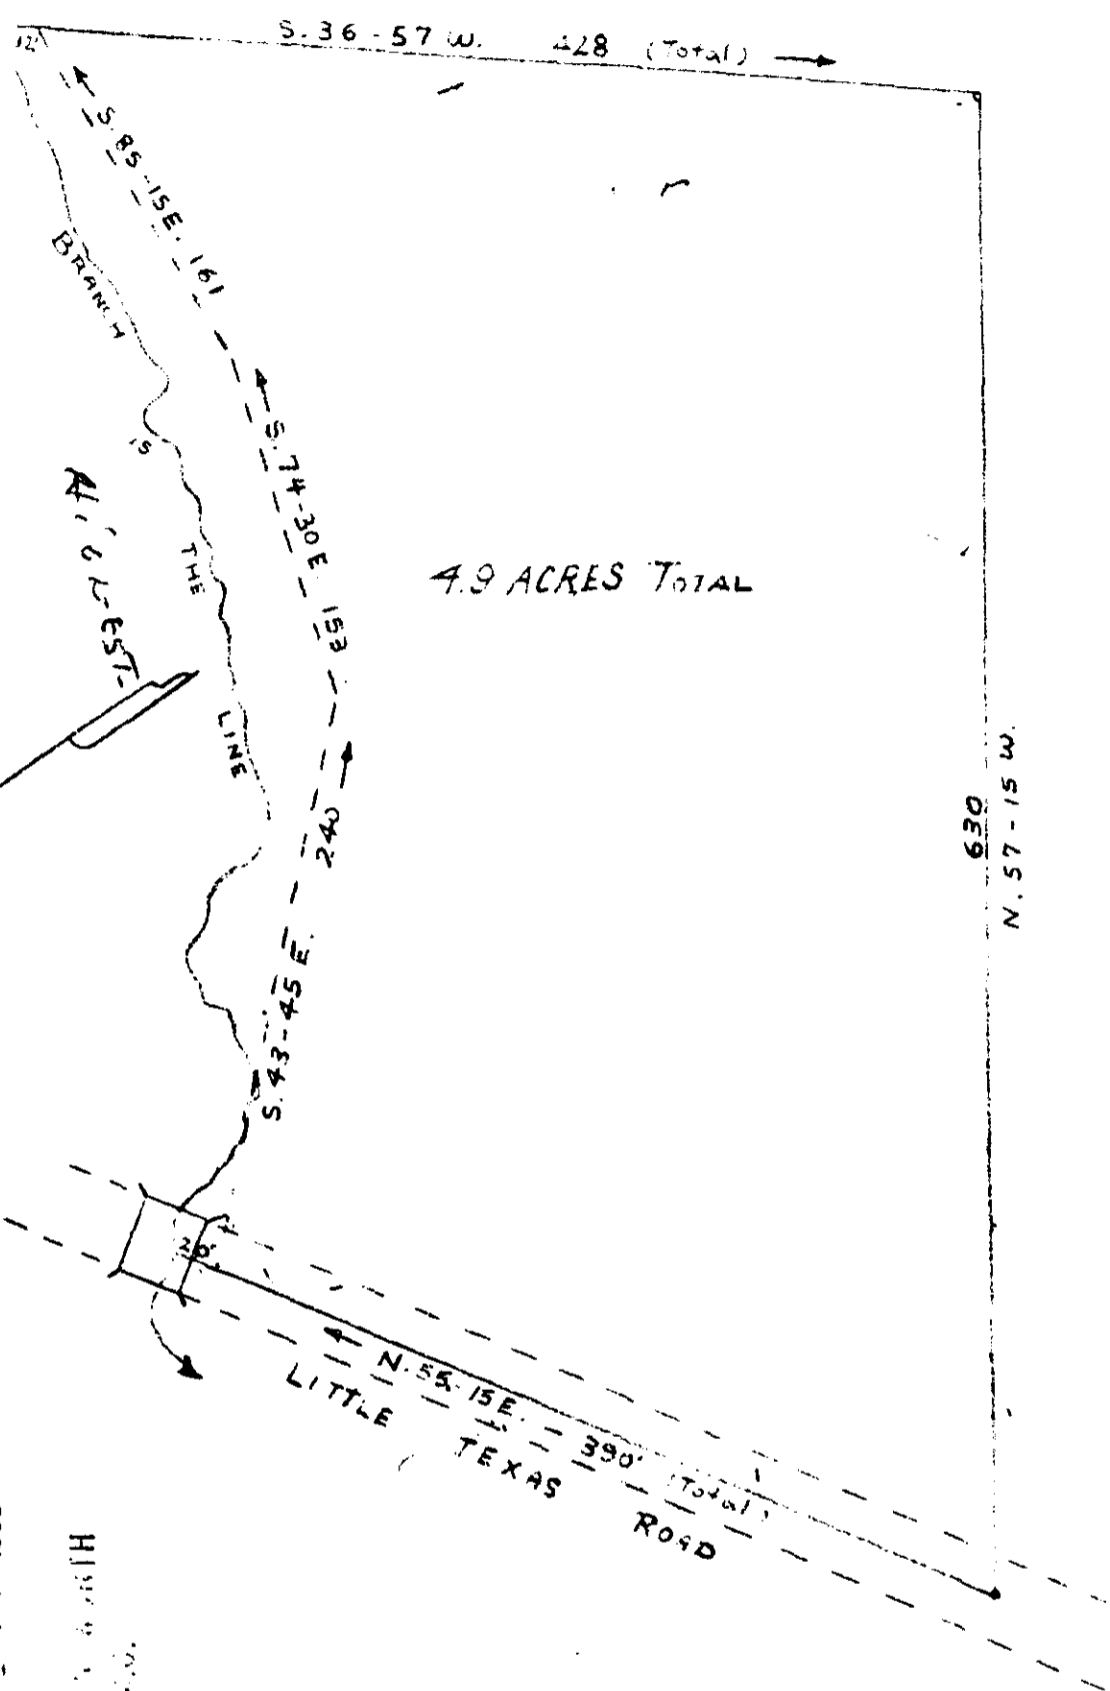 S. 36-57 W. 428 (Total)
12'
S. 85-15 E. 161
BRANCH
IS
THE
LINE
S. 74-30 E. 153
4.9 ACRES TOTAL
240
S. 43-45 E.
630
N. 57-15 W.
20'
N. 55-15 E. - 390' (Total)
LITTLE TEXAS ROAD